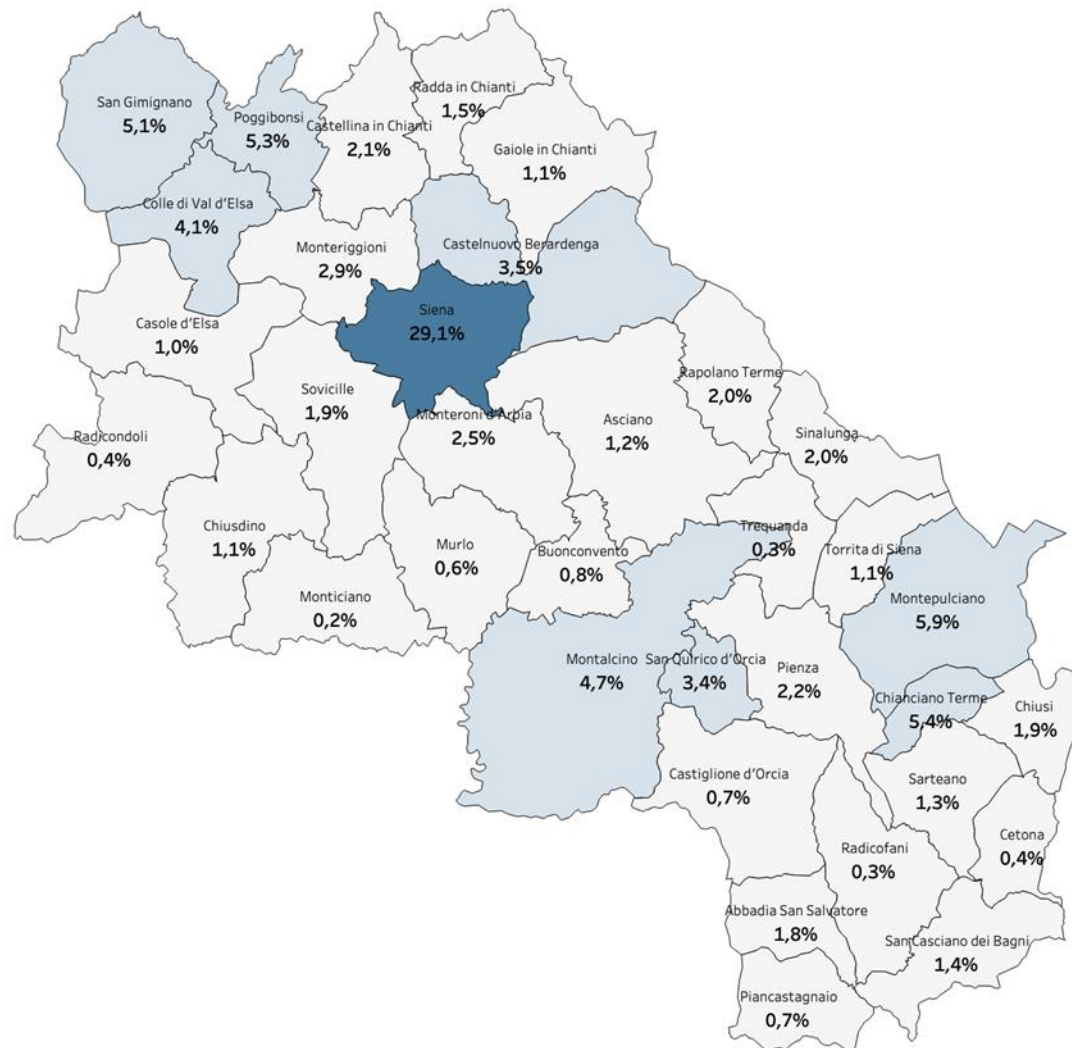 Radda in Chianti
1,5%
San Gimignano
5,1%
Poggibonsi
5,3%
Castellina in Chianti
2,1%
Gaiole in Chianti
1,1%
Colle di Val d'Elsa
4,1%
Monteriggioni
2,9%
Castelnuovo Berardenga
3,5%
Siena
29,1%
Casole d'Elsa
1,0%
Rapolano Terme
2,0%
Sovicille
1,9%
Monteroni d'Arbia
2,5%
Asciano
1,2%
Sinalunga
2,0%
Radicondoli
0,4%
Chiusdino
1,1%
Murlo
0,6%
Buonconvento
0,8%
Trequanda
0,3%
Torrita di Siena
1,1%
Monticiano
0,2%
Montepulciano
5,9%
Montalcino
4,7%
San Quirico d'Orcia
3,4%
Pienza
2,2%
Chianciano Terme
5,4%
Chiusi
1,9%
Castiglione d'Orcia
0,7%
Sarteano
1,3%
Cetona
0,4%
Radicofani
0,3%
Abbadia San Salvatore
1,8%
San Casciano dei Bagni
1,4%
Piancastagnaio
0,7%